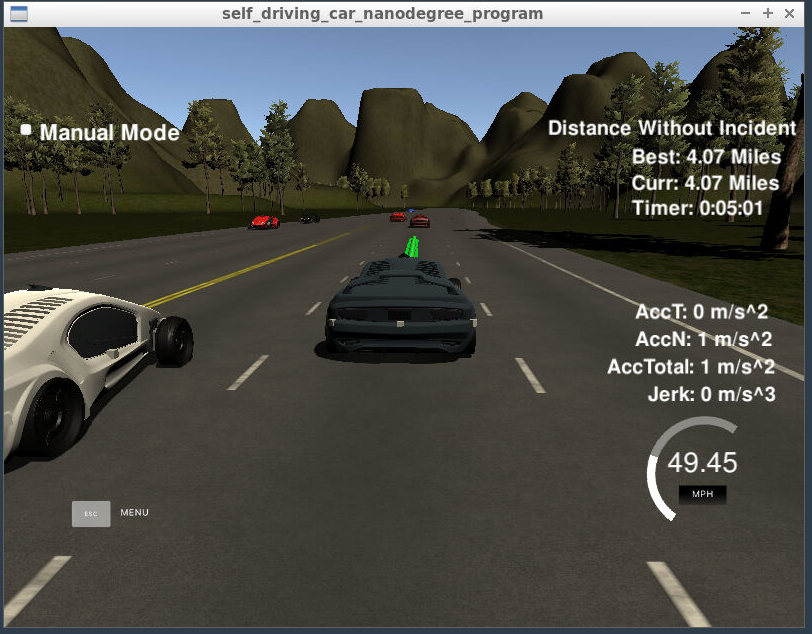 self_driving_car_nanodegree_program
Manual Mode
Distance Without Incident
Best: 4.07 Miles
Curr: 4.07 Miles
Timer: 0:05:01
AccT: 0 m/s^2
AccN: 1 m/s^2
AccTotal: 1 m/s^2
Jerk: 0 m/s^3
49.45
MPH
ESC MENU